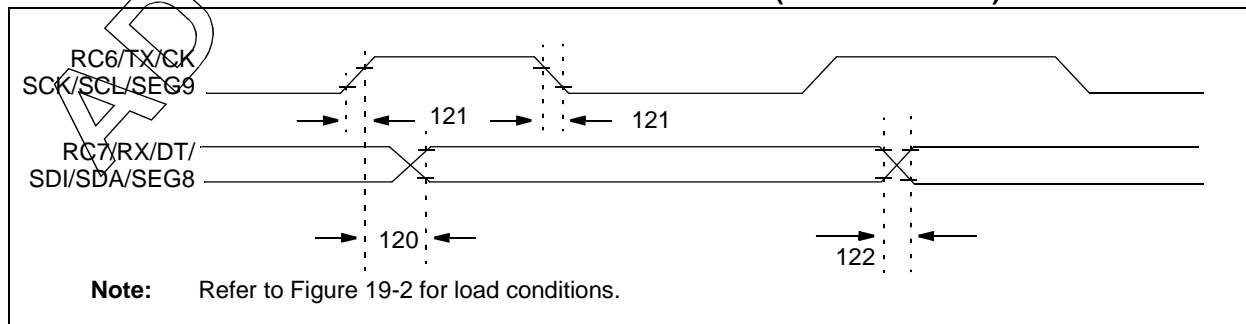 RC6/TX/CK
SCK/SCL/SEG9
121
121
RC7/RX/DT/
SDI/SDA/SEG8
120
122
Note: Refer to Figure 19-2 for load conditions.